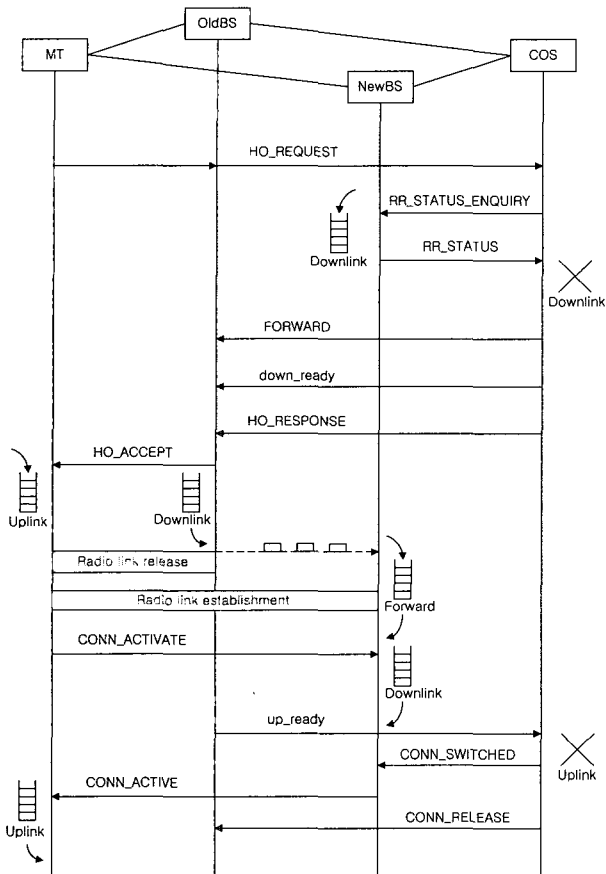 OldBS
MT
COS
NewBS
HO_REQUEST
RR_STATUS_ENQUIRY
Downlink
RR_STATUS
Downlink
FORWARD
down_ready
HO_RESPONSE
HO_ACCEPT
Uplink
Downlink
Radio link release
Radio link establishment
Forward
CONN_ACTIVATE
Downlink
up_ready
CONN_SWITCHED
Uplink
CONN_ACTIVE
Uplink
CONN_RELEASE